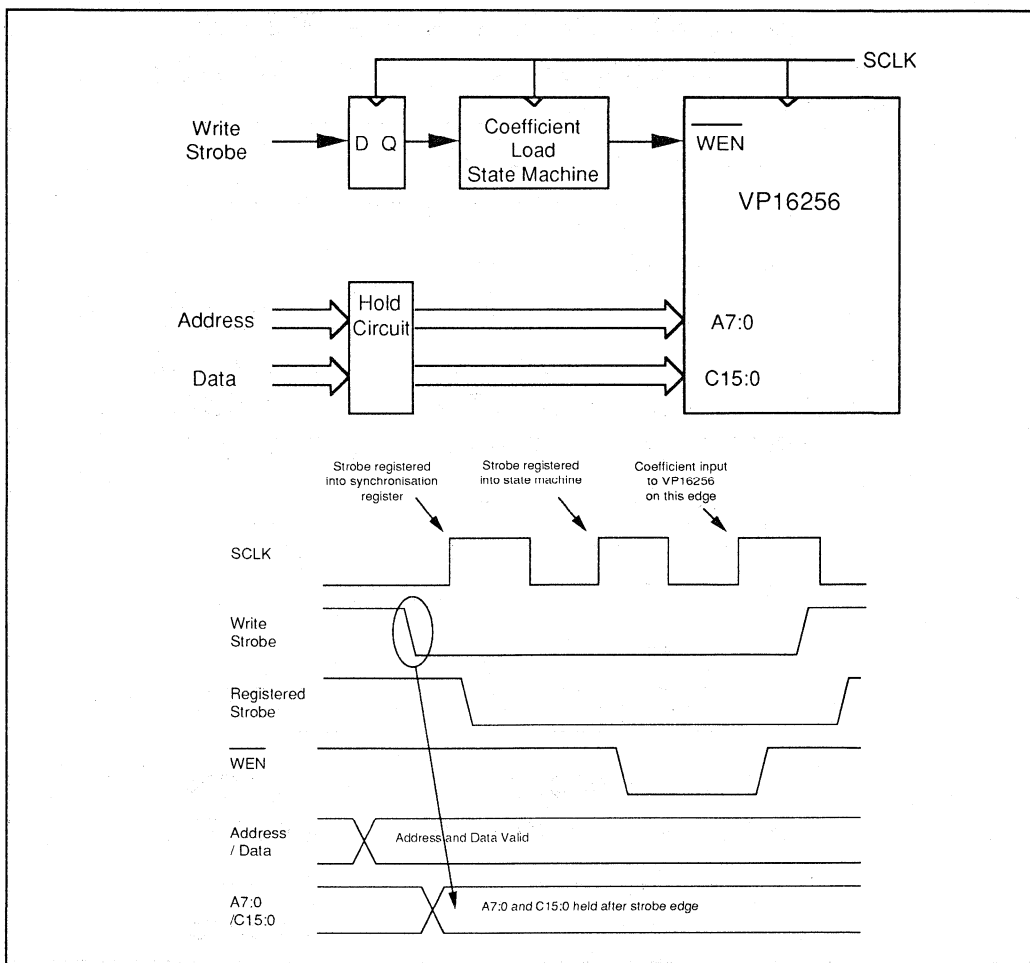 SCLK
Write
Strobe
D Q
Coefficient
Load
State Machine
WEN
VP16256
Address
Data
Hold
Circuit
A7:0
C15:0
Strobe registered
into synchronisation
register
Strobe registered
into state machine
Coefficient input
to VP16256
on this edge
SCLK
Write
Strobe
Registered
Strobe
WEN
Address
/ Data
Address and Data Valid
A7:0
/C15:0
A7:0 and C15:0 held after strobe edge